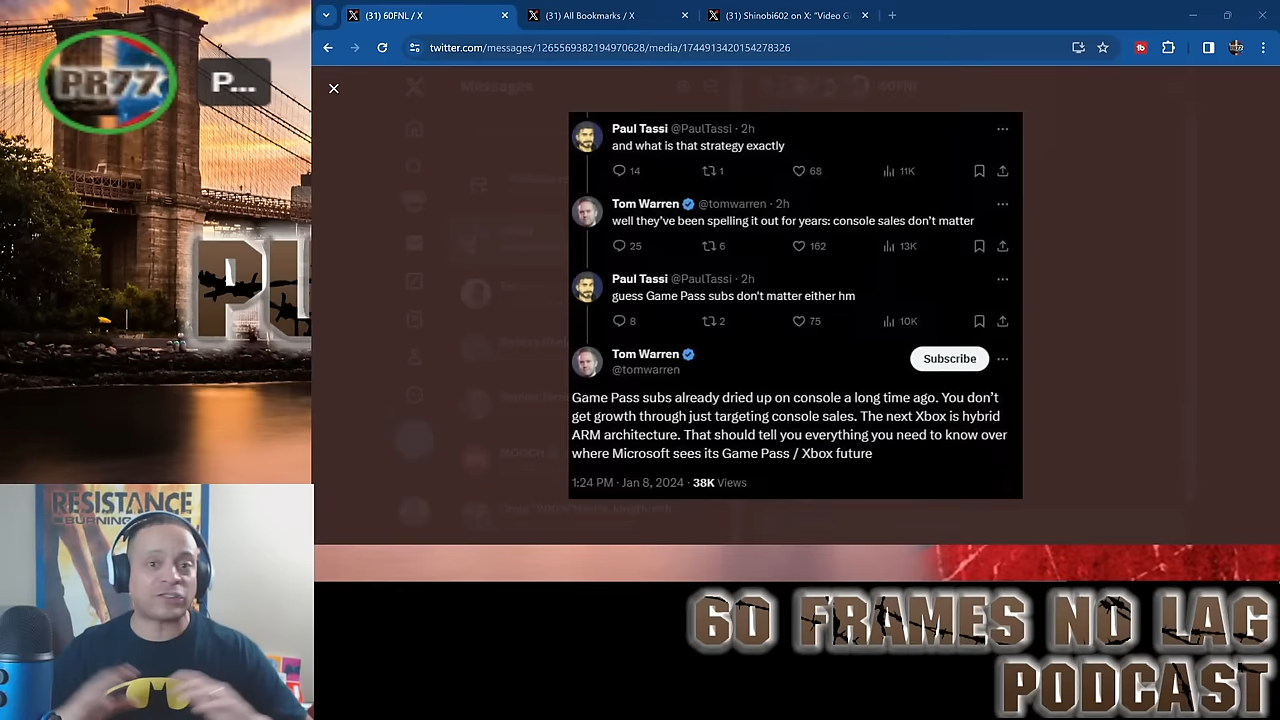 (31) 60FNL / X
(31) All Bookmarks / X
(31) Shinobi602 on X: "Video G
twitter.com/messages/1265569382194970628/media/1744913420154278326
PR77
P...
Messages
60FNL
Paul Tassi @PaulTassi · 2h
and what is that strategy exactly
14 1 68 11K
Tom Warren @tomwarren · 2h
well they've been spelling it out for years: console sales don't matter
25 6 162 13K
Paul Tassi @PaulTassi · 2h
guess Game Pass subs don't matter either hm
8 2 75 10K
Tom Warren
Subscribe
@tomwarren
Game Pass subs already dried up on console a long time ago. You don't
get growth through just targeting console sales. The next Xbox is hybrid
ARM architecture. That should tell you everything you need to know over
where Microsoft sees its Game Pass / Xbox future
1:24 PM · Jan 8, 2024 · 38K Views
RESISTANCE
60 FRAMES NO LAG
PODCAST